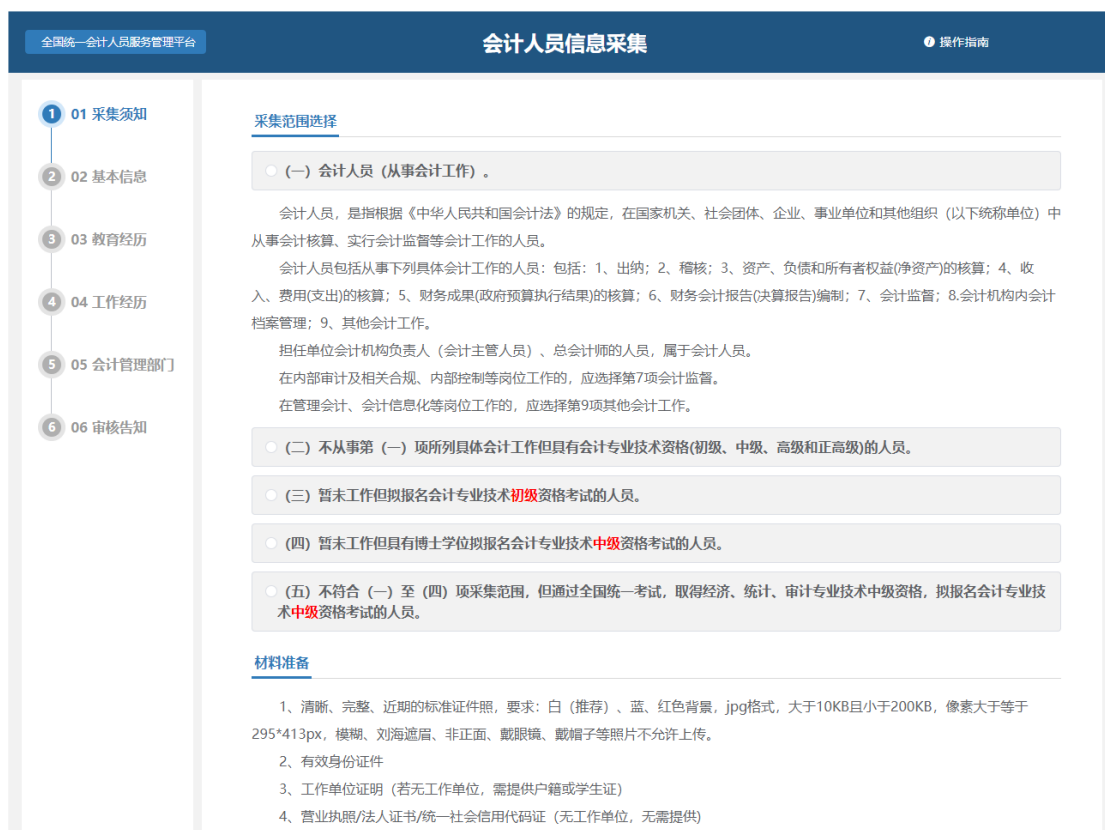 全国统一会计人员服务管理平台
会计人员信息采集
操作指南
1 01 采集须知
2 02 基本信息
3 03 教育经历
4 04 工作经历
5 05 会计管理部门
6 06 审核告知
采集范围选择
（一）会计人员（从事会计工作）。
会计人员，是指根据《中华人民共和国会计法》的规定，在国家机关、社会团体、企业、事业单位和其他组织（以下统称单位）中
从事会计核算、实行会计监督等会计工作的人员。
会计人员包括从事下列具体会计工作的人员：包括：1、出纳；2、稽核；3、资产、负债和所有者权益(净资产)的核算；4、收
入、费用(支出)的核算；5、财务成果(政府预算执行结果)的核算；6、财务会计报告(决算报告)编制；7、会计监督；8.会计机构内会计
档案管理；9、其他会计工作。
担任单位会计机构负责人（会计主管人员）、总会计师的人员，属于会计人员。
在内部审计及相关合规、内部控制等岗位工作的，应选择第7项会计监督。
在管理会计、会计信息化等岗位工作的，应选择第9项其他会计工作。
（二）不从事第（一）项所列具体会计工作但具有会计专业技术资格(初级、中级、高级和正高级)的人员。
（三）暂未工作但拟报名会计专业技术初级资格考试的人员。
（四）暂未工作但具有博士学位拟报名会计专业技术中级资格考试的人员。
（五）不符合（一）至（四）项采集范围，但通过全国统一考试，取得经济、统计、审计专业技术中级资格，拟报名会计专业技
术中级资格考试的人员。
材料准备
1、清晰、完整、近期的标准证件照，要求：白（推荐）、蓝、红色背景，jpg格式，大于10KB且小于200KB，像素大于等于
295*413px，模糊、刘海遮眉、非正面、戴眼镜、戴帽子等照片不允许上传。
2、有效身份证件
3、工作单位证明（若无工作单位，需提供户籍或学生证）
4、营业执照/法人证书/统一社会信用代码证（无工作单位，无需提供)